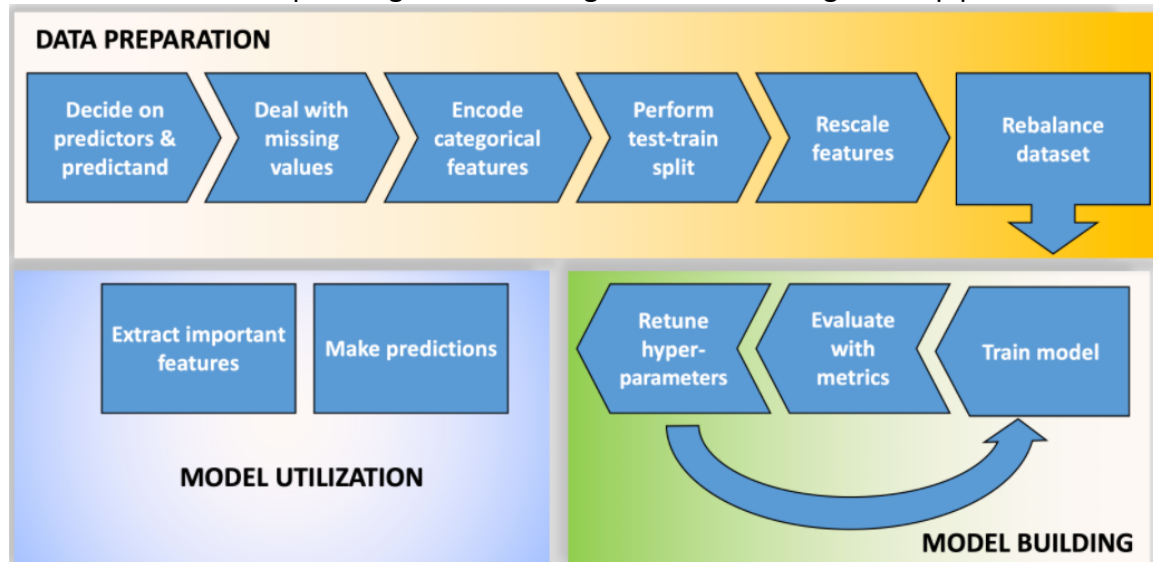 DATA PREPARATION
Decide on
predictors &
predictand
Deal with
missing
values
Encode
categorical
features
Perform
test-train
split
Rescale
features
Rebalance
dataset
Extract important
features
Make predictions
MODEL UTILIZATION
Retune
hyper-
parameters
Evaluate
with
metrics
Train model
MODEL BUILDING